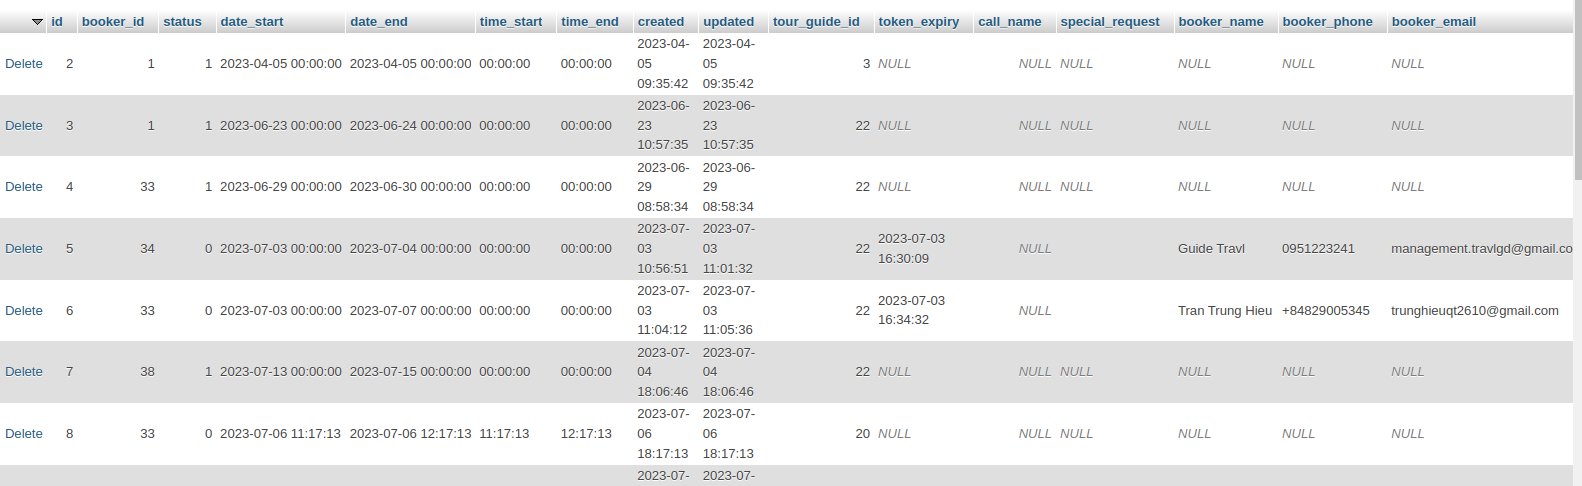 id booker_id status date_start date_end time_start time_end created updated tour_guide_id token_expiry call_name special_request booker_name booker_phone booker_email
Delete 2 1 1 2023-04-05 00:00:00 2023-04-05 00:00:00 00:00:00 00:00:00 2023-04-05 09:35:42 2023-04-05 09:35:42 3 NULL NULL NULL NULL NULL NULL
Delete 3 1 1 2023-06-23 00:00:00 2023-06-24 00:00:00 00:00:00 00:00:00 2023-06-23 10:57:35 2023-06-23 10:57:35 22 NULL NULL NULL NULL NULL NULL
Delete 4 33 1 2023-06-29 00:00:00 2023-06-30 00:00:00 00:00:00 00:00:00 2023-06-29 08:58:34 2023-06-29 08:58:34 22 NULL NULL NULL NULL NULL NULL
Delete 5 34 0 2023-07-03 00:00:00 2023-07-04 00:00:00 00:00:00 00:00:00 2023-07-03 10:56:51 2023-07-03 11:01:32 22 2023-07-03 16:30:09 NULL Guide Travl 0951223241 management.travlgd@gmail.co
Delete 6 33 0 2023-07-03 00:00:00 2023-07-07 00:00:00 00:00:00 00:00:00 2023-07-03 11:04:12 2023-07-03 11:05:36 22 2023-07-03 16:34:32 NULL Tran Trung Hieu +84829005345 trunghieuqt2610@gmail.com
Delete 7 38 1 2023-07-13 00:00:00 2023-07-15 00:00:00 00:00:00 00:00:00 2023-07-04 18:06:46 2023-07-04 18:06:46 22 NULL NULL NULL NULL NULL NULL
Delete 8 33 0 2023-07-06 11:17:13 2023-07-06 12:17:13 11:17:13 12:17:13 2023-07-06 18:17:13 2023-07-06 18:17:13 20 NULL NULL NULL NULL NULL NULL
2023-07- 2023-07-